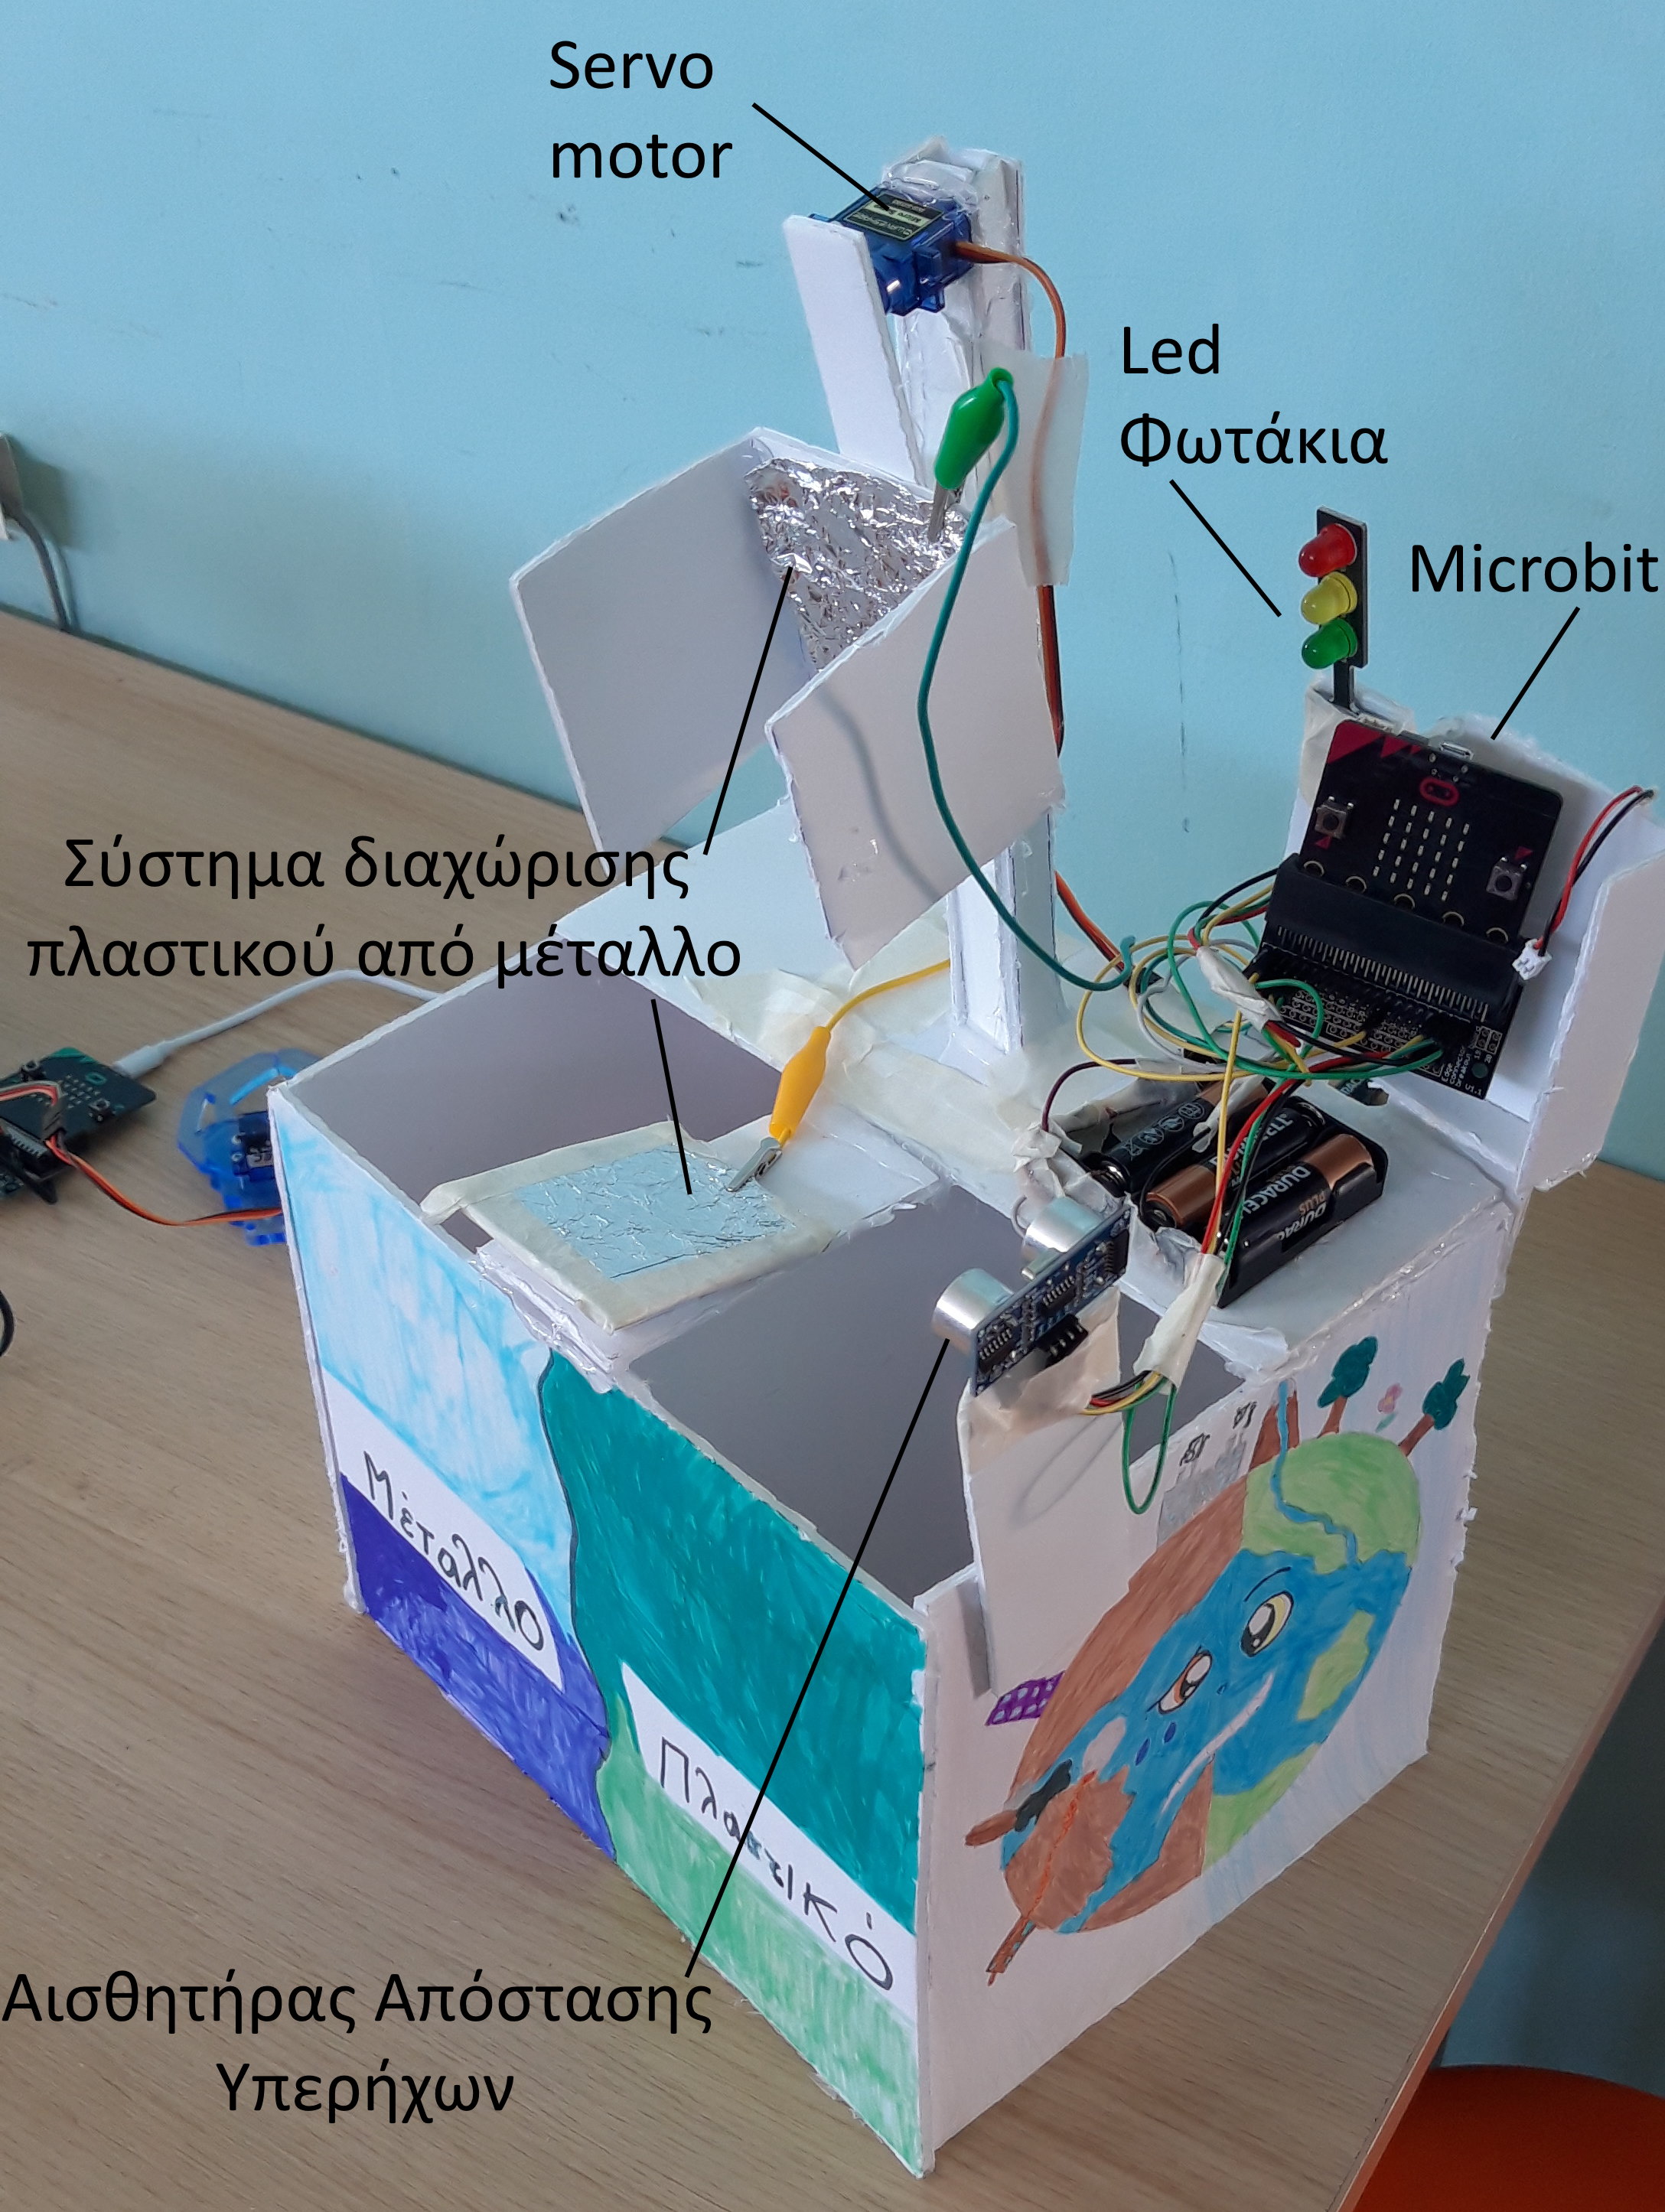 Servo
motor
Led
Φωτάκια
Microbit
Σύστημα διαχώρισης
πλαστικού από μέταλλο
DURACELL
PLUS
Μέταλλο
Πλαστικό
Αισθητήρας Απόστασης
Υπερήχων